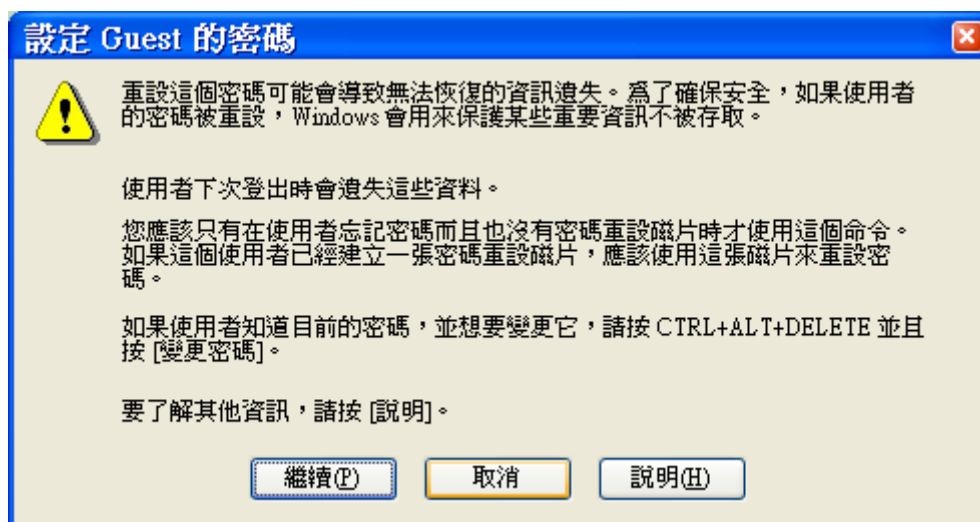 設定 Guest 的密碼
重設這個密碼可能會導致無法恢復的資訊遺失。為了確保安全，如果使用者
的密碼被重設，Windows 會用來保護某些重要資訊不被存取。
使用者下次登出時會遺失這些資料。
您應該只有在使用者忘記密碼而且也沒有密碼重設磁片時才使用這個命令。
如果這個使用者已經建立一張密碼重設磁片，應該使用這張磁片來重設密
碼。
如果使用者知道目前的密碼，並想要變更它，請按 CTRL+ALT+DELETE 並且
按 [變更密碼]。
要了解其他資訊，請按 [說明]。
繼續(P) 取消 說明(H)